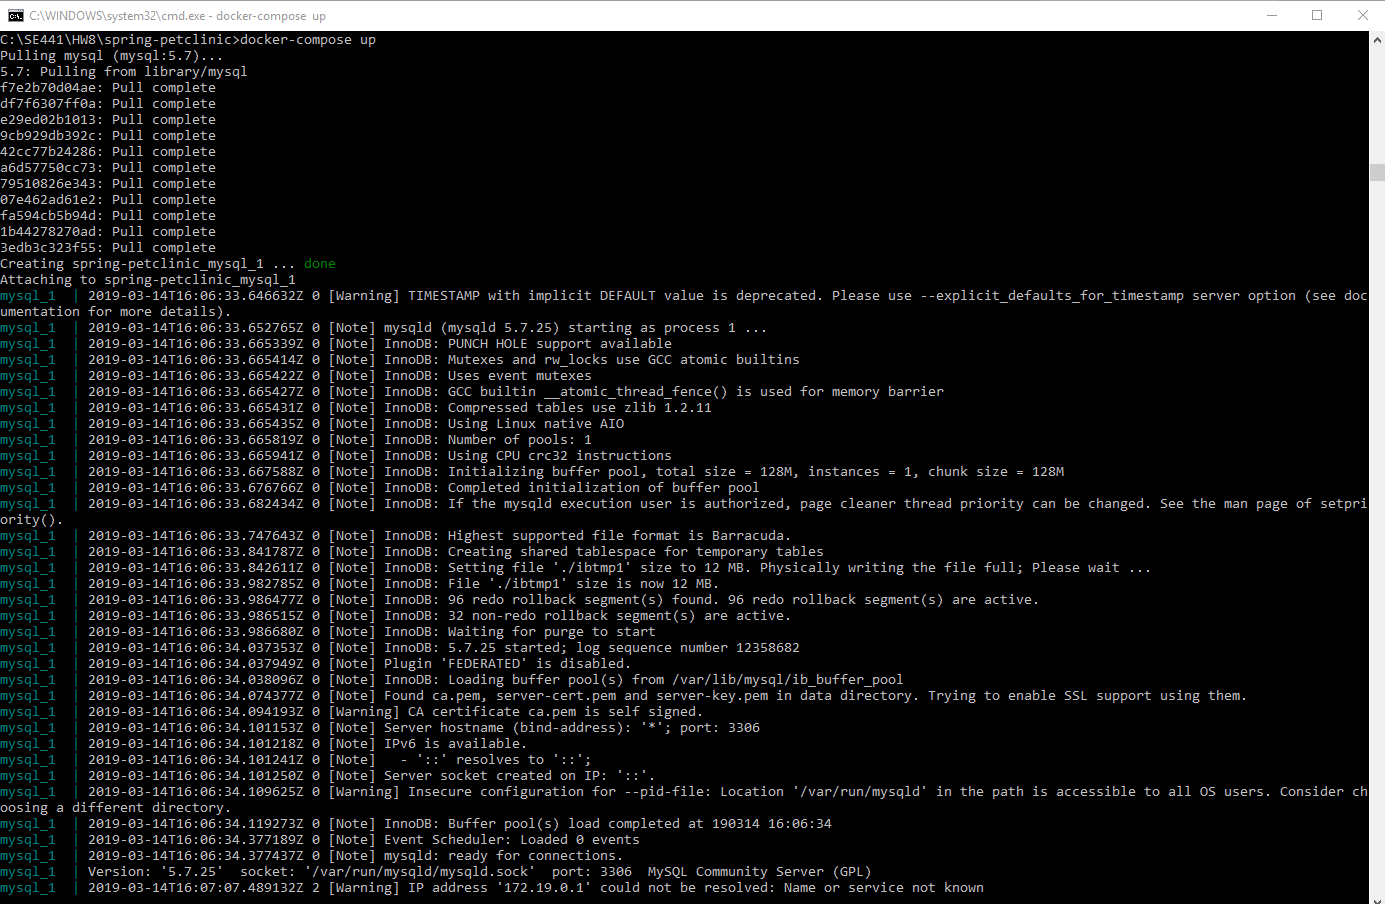 C:\WINDOWS\system32\cmd.exe - docker-compose  up
C:\SE441\HW8\spring-petclinic>docker-compose up
Pulling mysql (mysql:5.7)...
5.7: Pulling from library/mysql
f7e2b70d04ae: Pull complete
df7f6307ff0a: Pull complete
e29ed02b1013: Pull complete
9cb929db392c: Pull complete
42cc77b24286: Pull complete
a6d57750cc73: Pull complete
79510826e343: Pull complete
07e462ad61e2: Pull complete
fa594cb5b94d: Pull complete
1b44278270ad: Pull complete
3edb3c323f55: Pull complete
Creating spring-petclinic_mysql_1 ... done
Attaching to spring-petclinic_mysql_1
mysql_1  | 2019-03-14T16:06:33.646632Z 0 [Warning] TIMESTAMP with implicit DEFAULT value is deprecated. Please use --explicit_defaults_for_timestamp server option (see doc
umentation for more details).
mysql_1  | 2019-03-14T16:06:33.652765Z 0 [Note] mysqld (mysqld 5.7.25) starting as process 1 ...
mysql_1  | 2019-03-14T16:06:33.665339Z 0 [Note] InnoDB: PUNCH HOLE support available
mysql_1  | 2019-03-14T16:06:33.665414Z 0 [Note] InnoDB: Mutexes and rw_locks use GCC atomic builtins
mysql_1  | 2019-03-14T16:06:33.665422Z 0 [Note] InnoDB: Uses event mutexes
mysql_1  | 2019-03-14T16:06:33.665427Z 0 [Note] InnoDB: GCC builtin __atomic_thread_fence() is used for memory barrier
mysql_1  | 2019-03-14T16:06:33.665431Z 0 [Note] InnoDB: Compressed tables use zlib 1.2.11
mysql_1  | 2019-03-14T16:06:33.665435Z 0 [Note] InnoDB: Using Linux native AIO
mysql_1  | 2019-03-14T16:06:33.665819Z 0 [Note] InnoDB: Number of pools: 1
mysql_1  | 2019-03-14T16:06:33.665941Z 0 [Note] InnoDB: Using CPU crc32 instructions
mysql_1  | 2019-03-14T16:06:33.667588Z 0 [Note] InnoDB: Initializing buffer pool, total size = 128M, instances = 1, chunk size = 128M
mysql_1  | 2019-03-14T16:06:33.676766Z 0 [Note] InnoDB: Completed initialization of buffer pool
mysql_1  | 2019-03-14T16:06:33.682434Z 0 [Note] InnoDB: If the mysqld execution user is authorized, page cleaner thread priority can be changed. See the man page of setpri
ority().
mysql_1  | 2019-03-14T16:06:33.747643Z 0 [Note] InnoDB: Highest supported file format is Barracuda.
mysql_1  | 2019-03-14T16:06:33.841787Z 0 [Note] InnoDB: Creating shared tablespace for temporary tables
mysql_1  | 2019-03-14T16:06:33.842611Z 0 [Note] InnoDB: Setting file './ibtmp1' size to 12 MB. Physically writing the file full; Please wait ...
mysql_1  | 2019-03-14T16:06:33.982785Z 0 [Note] InnoDB: File './ibtmp1' size is now 12 MB.
mysql_1  | 2019-03-14T16:06:33.986477Z 0 [Note] InnoDB: 96 redo rollback segment(s) found. 96 redo rollback segment(s) are active.
mysql_1  | 2019-03-14T16:06:33.986515Z 0 [Note] InnoDB: 32 non-redo rollback segment(s) are active.
mysql_1  | 2019-03-14T16:06:33.986680Z 0 [Note] InnoDB: Waiting for purge to start
mysql_1  | 2019-03-14T16:06:34.037353Z 0 [Note] InnoDB: 5.7.25 started; log sequence number 12358682
mysql_1  | 2019-03-14T16:06:34.037949Z 0 [Note] Plugin 'FEDERATED' is disabled.
mysql_1  | 2019-03-14T16:06:34.038096Z 0 [Note] InnoDB: Loading buffer pool(s) from /var/lib/mysql/ib_buffer_pool
mysql_1  | 2019-03-14T16:06:34.074377Z 0 [Note] Found ca.pem, server-cert.pem and server-key.pem in data directory. Trying to enable SSL support using them.
mysql_1  | 2019-03-14T16:06:34.094193Z 0 [Warning] CA certificate ca.pem is self signed.
mysql_1  | 2019-03-14T16:06:34.101153Z 0 [Note] Server hostname (bind-address): '*'; port: 3306
mysql_1  | 2019-03-14T16:06:34.101218Z 0 [Note] IPv6 is available.
mysql_1  | 2019-03-14T16:06:34.101241Z 0 [Note]   - '::' resolves to '::';
mysql_1  | 2019-03-14T16:06:34.101250Z 0 [Note] Server socket created on IP: '::'.
mysql_1  | 2019-03-14T16:06:34.109625Z 0 [Warning] Insecure configuration for --pid-file: Location '/var/run/mysqld' in the path is accessible to all OS users. Consider ch
oosing a different directory.
mysql_1  | 2019-03-14T16:06:34.119273Z 0 [Note] InnoDB: Buffer pool(s) load completed at 190314 16:06:34
mysql_1  | 2019-03-14T16:06:34.377189Z 0 [Note] Event Scheduler: Loaded 0 events
mysql_1  | 2019-03-14T16:06:34.377437Z 0 [Note] mysqld: ready for connections.
mysql_1  | Version: '5.7.25'  socket: '/var/run/mysqld/mysqld.sock'  port: 3306  MySQL Community Server (GPL)
mysql_1  | 2019-03-14T16:07:07.489132Z 2 [Warning] IP address '172.19.0.1' could not be resolved: Name or service not known